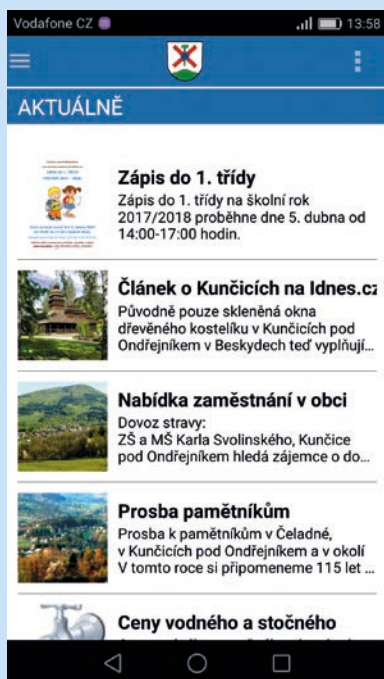 Vodafone CZ
13:58
AKTUÁLNĚ
Zápis do 1. třídy
Zápis do 1. třídy na školní rok
2017/2018 proběhne dne 5. dubna od
14:00-17:00 hodin.
Článek o Kunčicích na Idnes.cz
Původně pouze skleněná okna
dřevěného kostelíku v Kunčicích pod
Ondřejníkem v Beskydech teď vyplňují...
Nabídka zaměstnání v obci
Dovoz stravy:
ZŠ a MŠ Karla Svolinského, Kunčice
pod Ondřejníkem hledá zájemce o do...
Prosba pamětníkům
Prosba k pamětníkům v Čeladné,
v Kunčicích pod Ondřejníkem a v okolí
V tomto roce si připomeneme 115 let ...
Ceny vodného a stočného